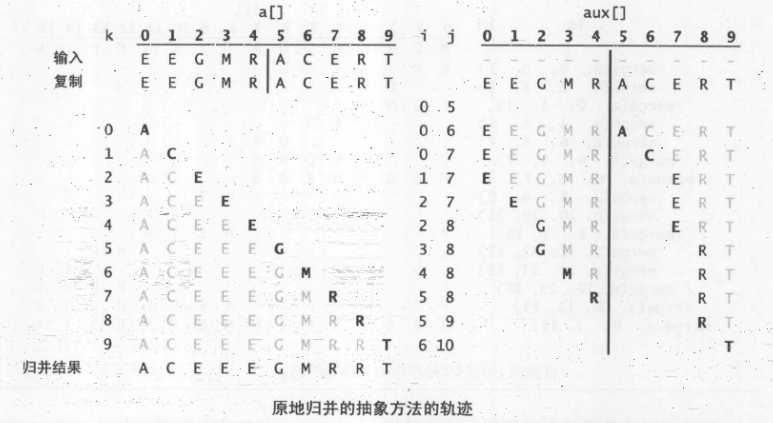 a[] aux[]
k 0 1 2 3 4 5 6 7 8 9 i j 0 1 2 3 4 5 6 7 8 9
输入 E E G M R A C E R T
复制 E E G M R A C E R T E E G M R A C E R T
0 5
0 A 0 6 E E G M R A C E R T
1 A C 0 7 E E G M R C E R T
2 A C E 1 7 E E G M R E R T
3 A C E E 2 7 E G M R E R T
4 A C E E E 2 8 G M R E R T
5 A C E E E G 3 8 G M R R T
6 A C E E E G M 4 8 M R R T
7 A C E E E G M R 5 8 R R T
8 A C E E E G M R R 5 9 R T
9 A C E E E G M R R T 6 10 T
归并结果 A C E E E G M R R T
原地归并的抽象方法的轨迹